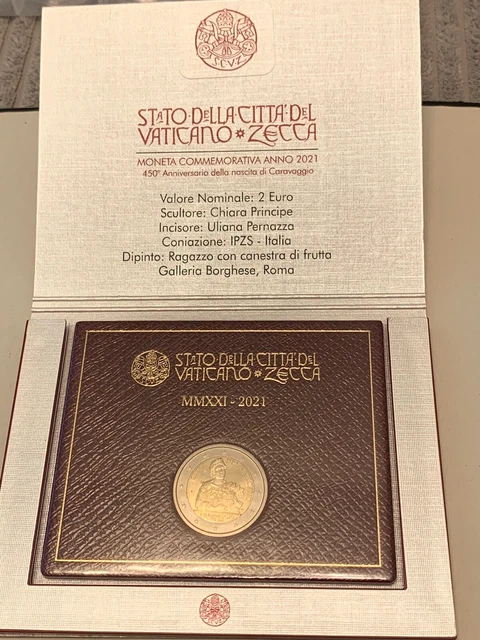 S.C.V.Z.
STATO·DELLA·CITTÀ·DEL
VATICANO ✶ ZECCA
MONETA COMMEMORATIVA ANNO 2021
450° Anniversario della nascita di Caravaggio
Valore Nominale: 2 Euro
Scultore: Chiara Principe
Incisore: Uliana Pernazza
Coniazione: IPZS - Italia
Dipinto: Ragazzo con canestra di frutta
Galleria Borghese, Roma
STATO·DELLA·CITTÀ·DEL
VATICANO ✶ ZECCA
MMXXI - 2021